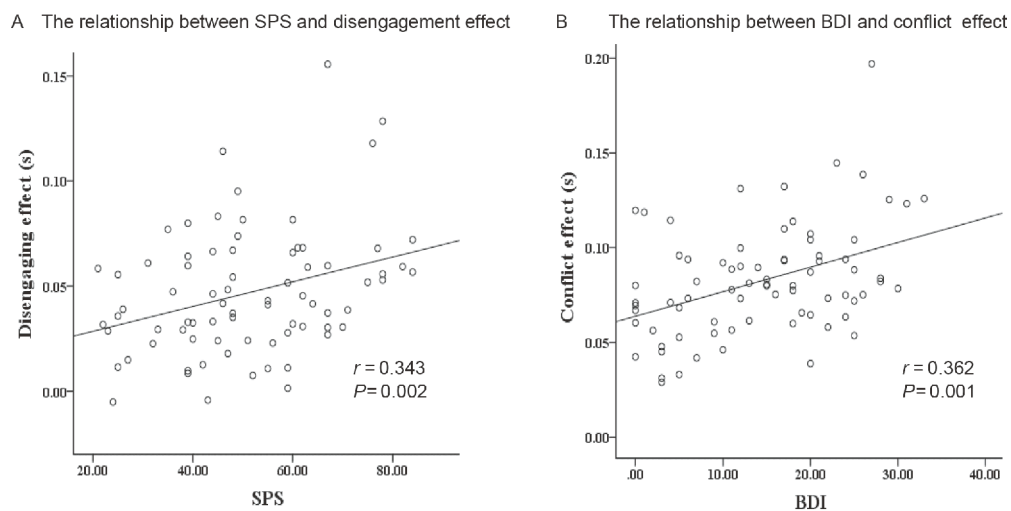 A The relationship between SPS and disengagement effect
Disengaging effect (s)
0.15
0.10
0.05
0.00
20.00 40.00 60.00 80.00
SPS
r = 0.343
P= 0.002
B The relationship between BDI and conflict effect
Conflict effect (s)
0.20
0.15
0.10
0.05
0.00
.00 10.00 20.00 30.00 40.00
BDI
r = 0.362
P= 0.001